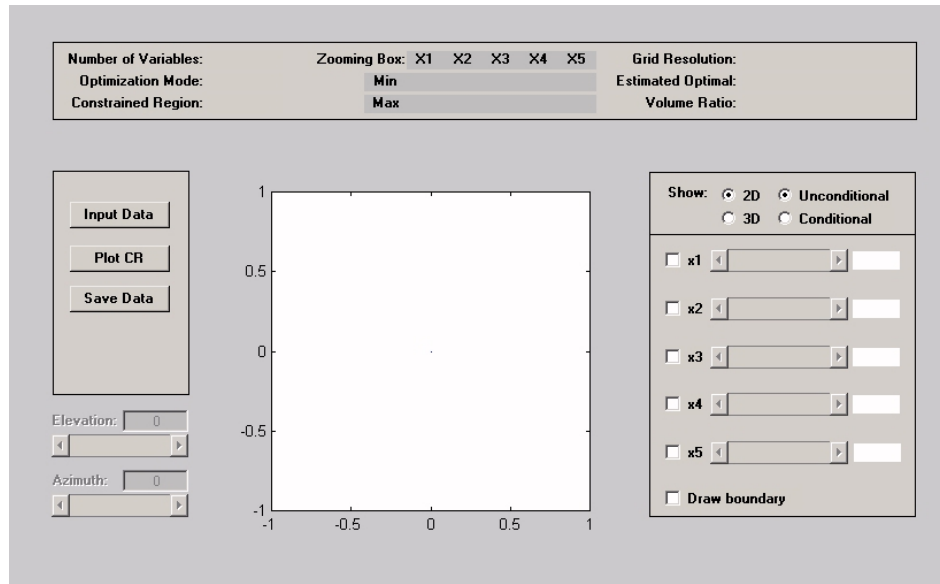 Number of Variables: Zooming Box: X1 X2 X3 X4 X5 Grid Resolution:
Optimization Mode: Min Estimated Optimal:
Constrained Region: Max Volume Ratio:
Input Data
Plot CR
Save Data
Elevation: 0
Azimuth: 0
1
0.5
0
-0.5
-1
-1 -0.5 0 0.5 1
Show: 2D Unconditional
3D Conditional
x1
x2
x3
x4
x5
Draw boundary